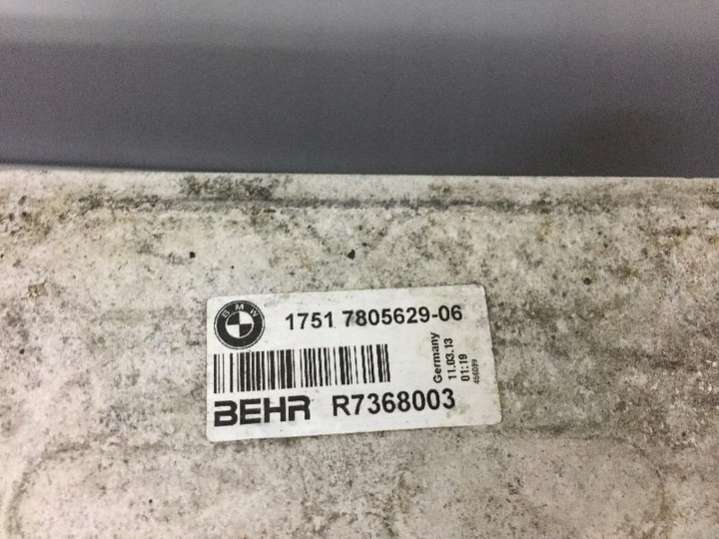 BMW
1751 7805629-06
Germany
11.03.13
01:19
BEHR R7368003